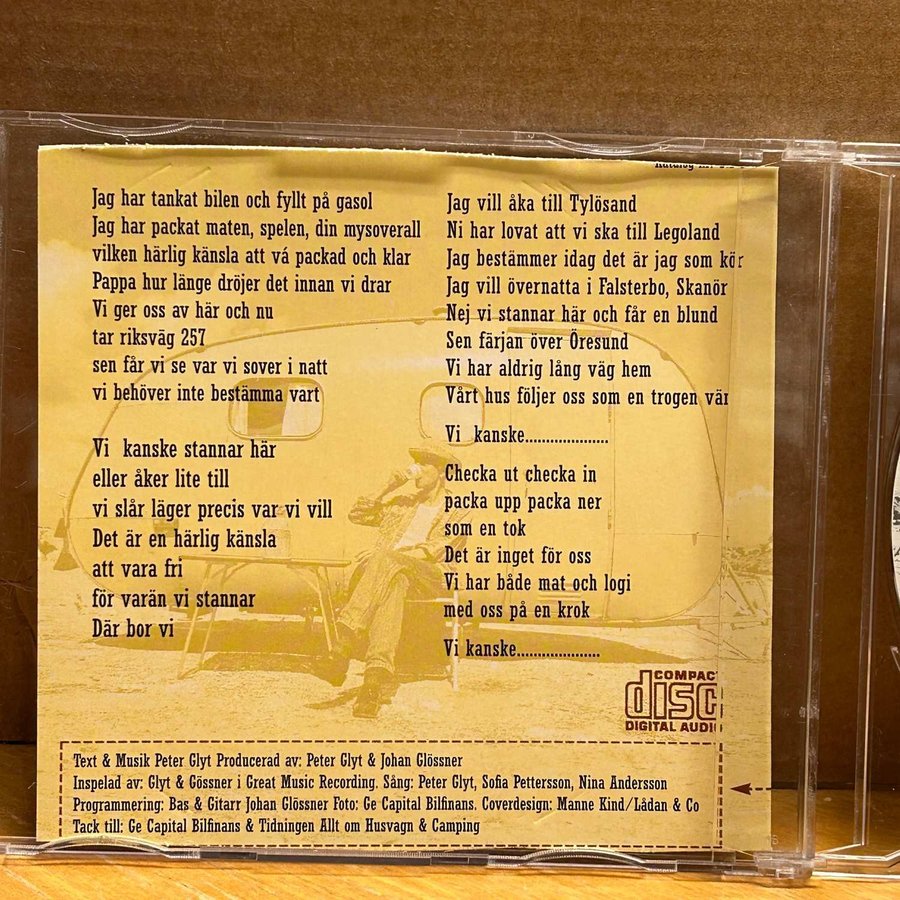 Jag har tankat bilen och fyllt på gasol
Jag har packat maten, spelen, din mysoverall
vilken härlig känsla att vá packad och klar
Pappa hur länge dröjer det innan vi drar
Vi ger oss av här och nu
tar riksväg 257
sen får vi se var vi sover i natt
vi behöver inte bestämma vart
Vi kanske stannar här
eller åker lite till
vi slår läger precis var vi vill
Det är en härlig känsla
att vara fri
för varän vi stannar
Där bor vi
Jag vill åka till Tylösand
Ni har lovat att vi ska till Legoland
Jag bestämmer idag det är jag som kör
Jag vill övernatta i Falsterbo, Skanör
Nej vi stannar här och får en blund
Sen färjan över Öresund
Vi har aldrig lång väg hem
Vårt hus följer oss som en trogen vän
Vi kanske....................
Checka ut checka in
packa upp packa ner
som en tok
Det är inget för oss
Vi har både mat och logi
med oss på en krok
Vi kanske....................
COMPACT
disc
DIGITAL AUDIO
Text & Musik Peter Glyt Producerad av: Peter Glyt & Johan Glössner
Inspelad av: Glyt & Gössner i Great Music Recording. Sång: Peter Glyt, Sofia Pettersson, Nina Andersson
Programmering: Bas & Gitarr Johan Glössner Foto: Ge Capital Bilfinans. Coverdesign: Manne Kind/Lådan & Co
Tack till: Ge Capital Bilfinans & Tidningen Allt om Husvagn & Camping